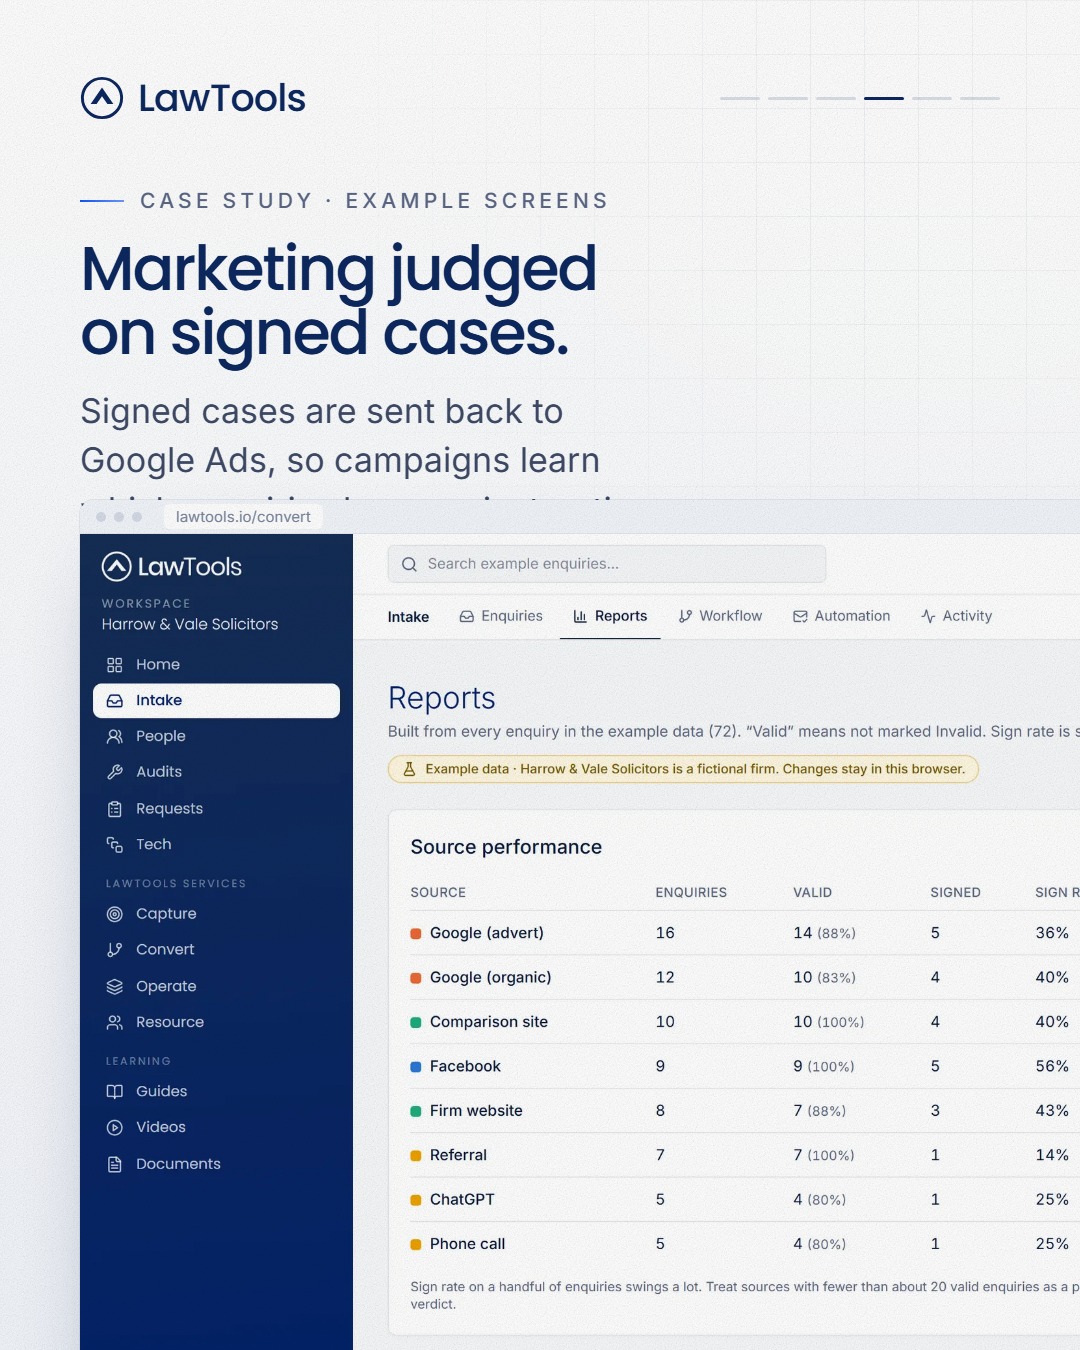 LawTools
CASE STUDY · EXAMPLE SCREENS
Marketing judged
on signed cases.
Signed cases are sent back to
Google Ads, so campaigns learn
lawtools.io/convert
LawTools
WORKSPACE
Harrow & Vale Solicitors
Home
Intake
People
Audits
Requests
Tech
LAWTOOLS SERVICES
Capture
Convert
Operate
Resource
LEARNING
Guides
Videos
Documents
Search example enquiries...
Intake Enquiries Reports Workflow Automation Activity
Reports
Built from every enquiry in the example data (72). “Valid” means not marked Invalid. Sign rate is
Example data · Harrow & Vale Solicitors is a fictional firm. Changes stay in this browser.
Source performance
SOURCE ENQUIRIES VALID SIGNED SIGN
Google (advert) 16 14 (88%) 5 36%
Google (organic) 12 10 (83%) 4 40%
Comparison site 10 10 (100%) 4 40%
Facebook 9 9 (100%) 5 56%
Firm website 8 7 (88%) 3 43%
Referral 7 7 (100%) 1 14%
ChatGPT 5 4 (80%) 1 25%
Phone call 5 4 (80%) 1 25%
Sign rate on a handful of enquiries swings a lot. Treat sources with fewer than about 20 valid enquiries as a
verdict.